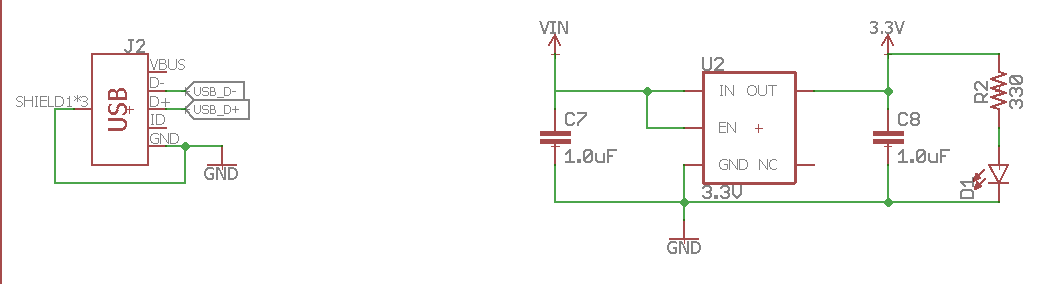 J2
VBUS
D-
USB_D-
SHIELD1*3
USB
D+
USB_D+
ID
GND
GND
VIN
C7
1.0uF
U2
IN OUT
EN
GND NC
3.3V
GND
3.3V
C8
1.0uF
R2
330
D1